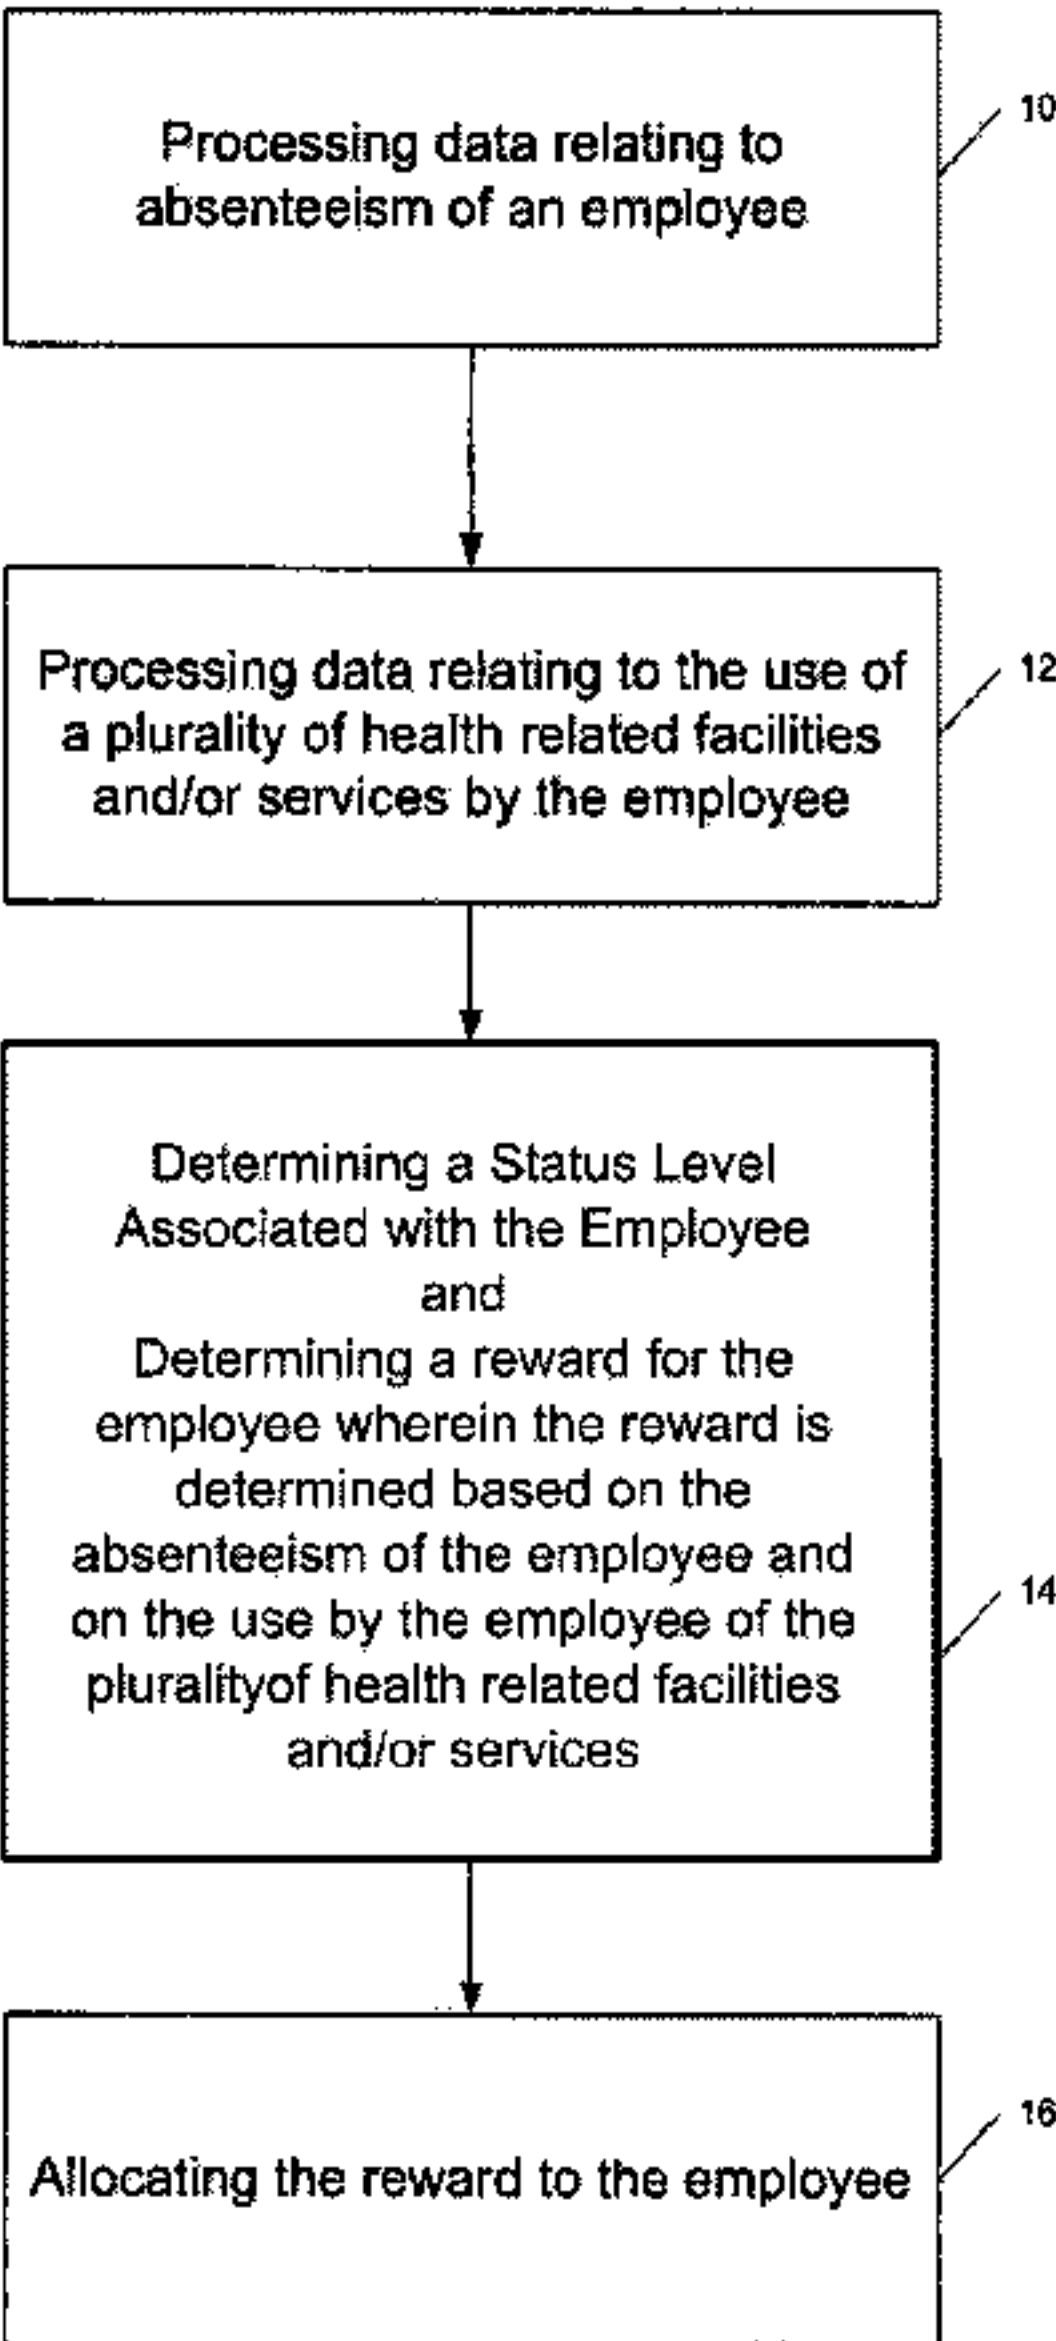 Processing data relating to
absenteeism of an employee
10
Processing data relating to the use of
a plurality of health related facilities
and/or services by the employee
12
Determining a Status Level
Associated with the Employee
and
Determining a reward for the
employee wherein the reward is
determined based on the
absenteeism of the employee and
on the use by the employee of the
pluralityof health related facilities
and/or services
14
Allocating the reward to the employee
16